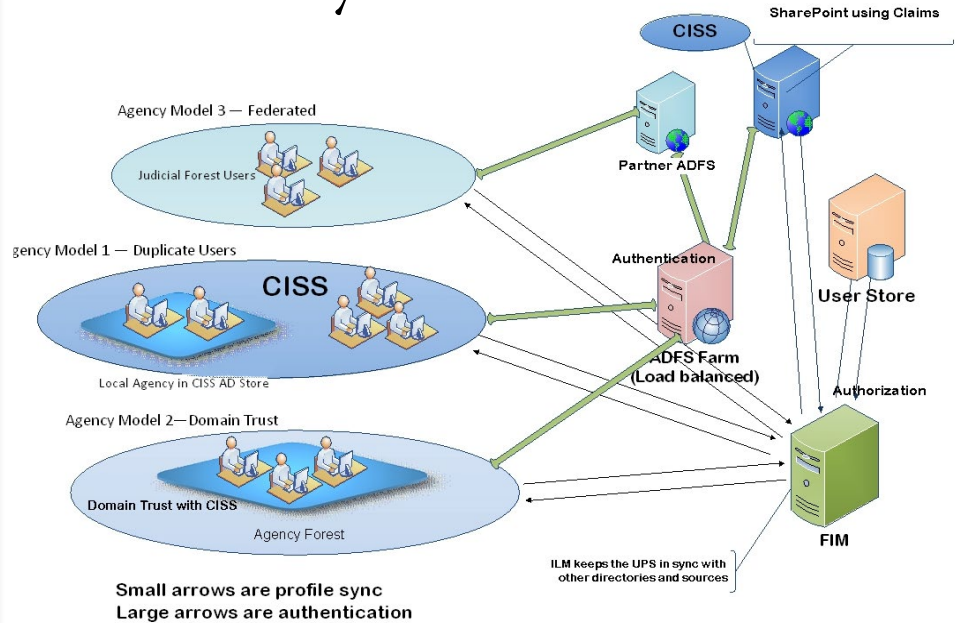 CISS
SharePoint using Claims
Agency Model 3 — Federated
Judicial Forest Users
Partner ADFS
gency Model 1 — Duplicate Users
CISS
Local Agency in CISS AD Store
Authentication
ADFS Farm
(Load balanced)
User Store
Authorization
Agency Model 2—Domain Trust
Domain Trust with CISS
Agency Forest
FIM
ILM keeps the UPS in sync with
other directories and sources
Small arrows are profile sync
Large arrows are authentication